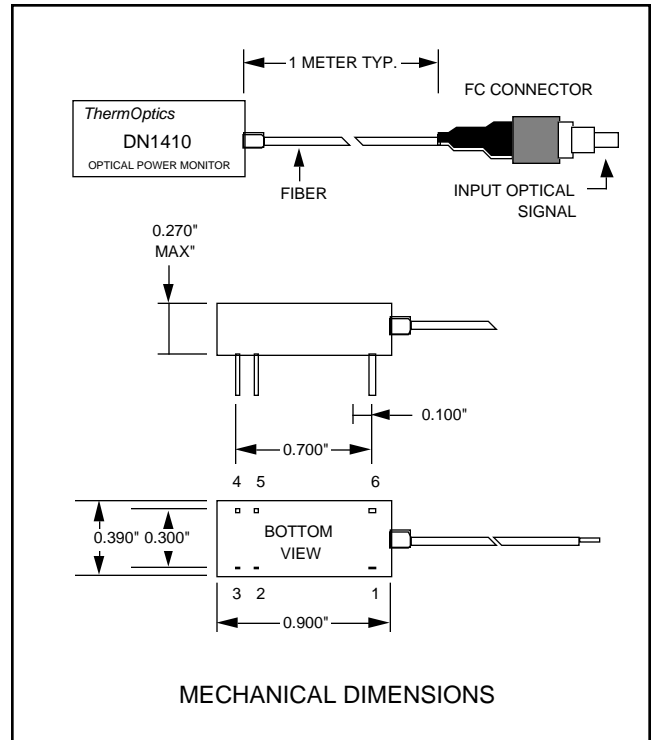 1 METER TYP.
FC CONNECTOR
ThermOptics
DN1410
OPTICAL POWER MONITOR
FIBER
INPUT OPTICAL
SIGNAL
0.270"
MAX"
0.100"
0.700"
4 5 6
0.390" 0.300"
BOTTOM
VIEW
3 2 1
0.900"
MECHANICAL DIMENSIONS